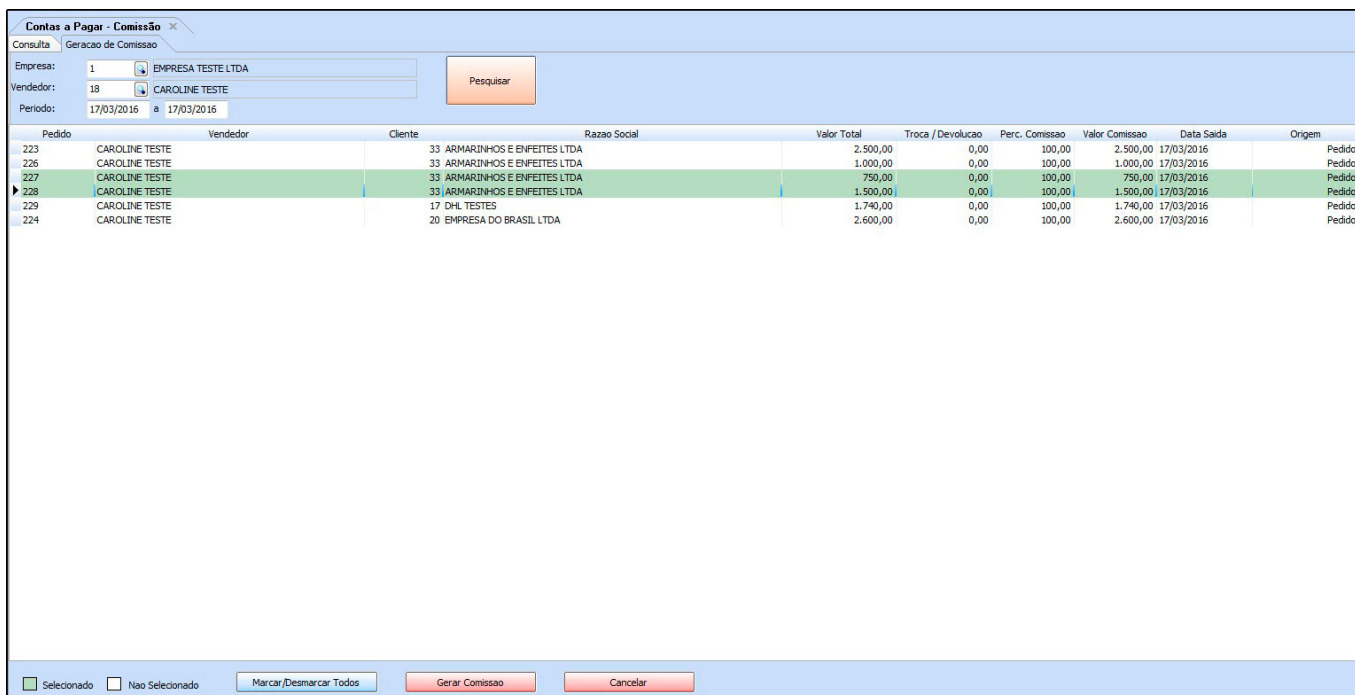 Contas a Pagar - Comissão
Consulta Geracao de Comissao
Empresa: 1 EMPRESA TESTE LTDA
Vendedor: 18 CAROLINE TESTE
Periodo: 17/03/2016 a 17/03/2016
Pesquisar
Pedido Vendedor Cliente Razao Social Valor Total Troca / Devolucao Perc. Comissao Valor Comissao Data Saida Origem
223 CAROLINE TESTE 33 ARMARINHOS E ENFEITES LTDA 2.500,00 0,00 100,00 2.500,00 17/03/2016 Pedido
226 CAROLINE TESTE 33 ARMARINHOS E ENFEITES LTDA 1.000,00 0,00 100,00 1.000,00 17/03/2016 Pedido
227 CAROLINE TESTE 33 ARMARINHOS E ENFEITES LTDA 750,00 0,00 100,00 750,00 17/03/2016 Pedido
228 CAROLINE TESTE 33 ARMARINHOS E ENFEITES LTDA 1.500,00 0,00 100,00 1.500,00 17/03/2016 Pedido
229 CAROLINE TESTE 17 DHL TESTES 1.740,00 0,00 100,00 1.740,00 17/03/2016 Pedido
224 CAROLINE TESTE 20 EMPRESA DO BRASIL LTDA 2.600,00 0,00 100,00 2.600,00 17/03/2016 Pedido
Selecionado Nao Selecionado Marcar/Desmarcar Todos Gerar Comissao Cancelar